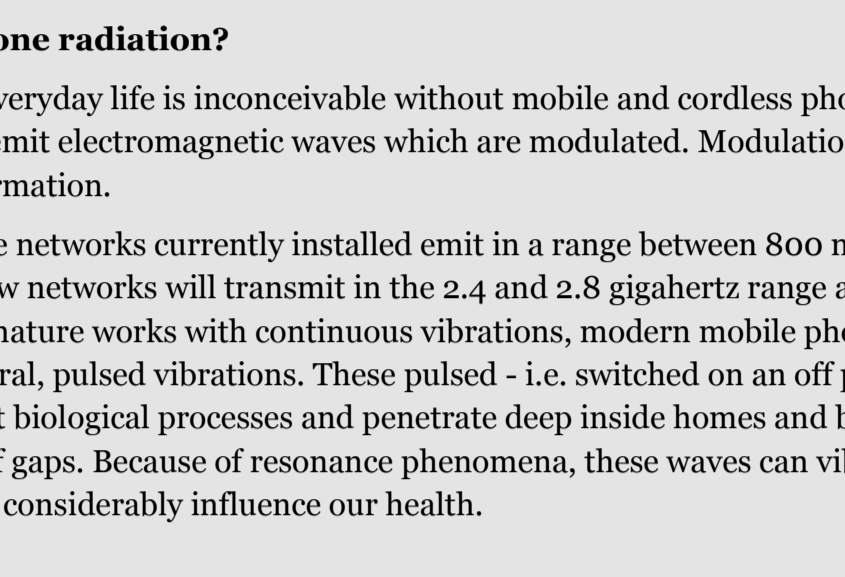 one radiation?
veryday life is inconceivable without mobile and cordless pho
emit electromagnetic waves which are modulated. Modulatio
rmation.
e networks currently installed emit in a range between 800 m
w networks will transmit in the 2.4 and 2.8 gigahertz range a
nature works with continuous vibrations, modern mobile pho
ral, pulsed vibrations. These pulsed - i.e. switched on an off p
t biological processes and penetrate deep inside homes and b
f gaps. Because of resonance phenomena, these waves can vib
considerably influence our health.